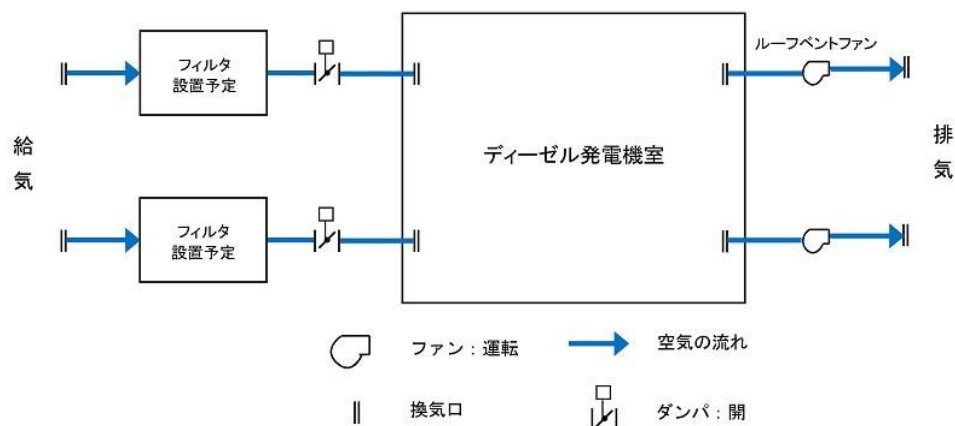 ルーフベントファン
フィルタ
設置予定
給気
ディーゼル発電機室
排気
フィルタ
設置予定
ファン：運転
空気の流れ
換気口
ダンパ：開